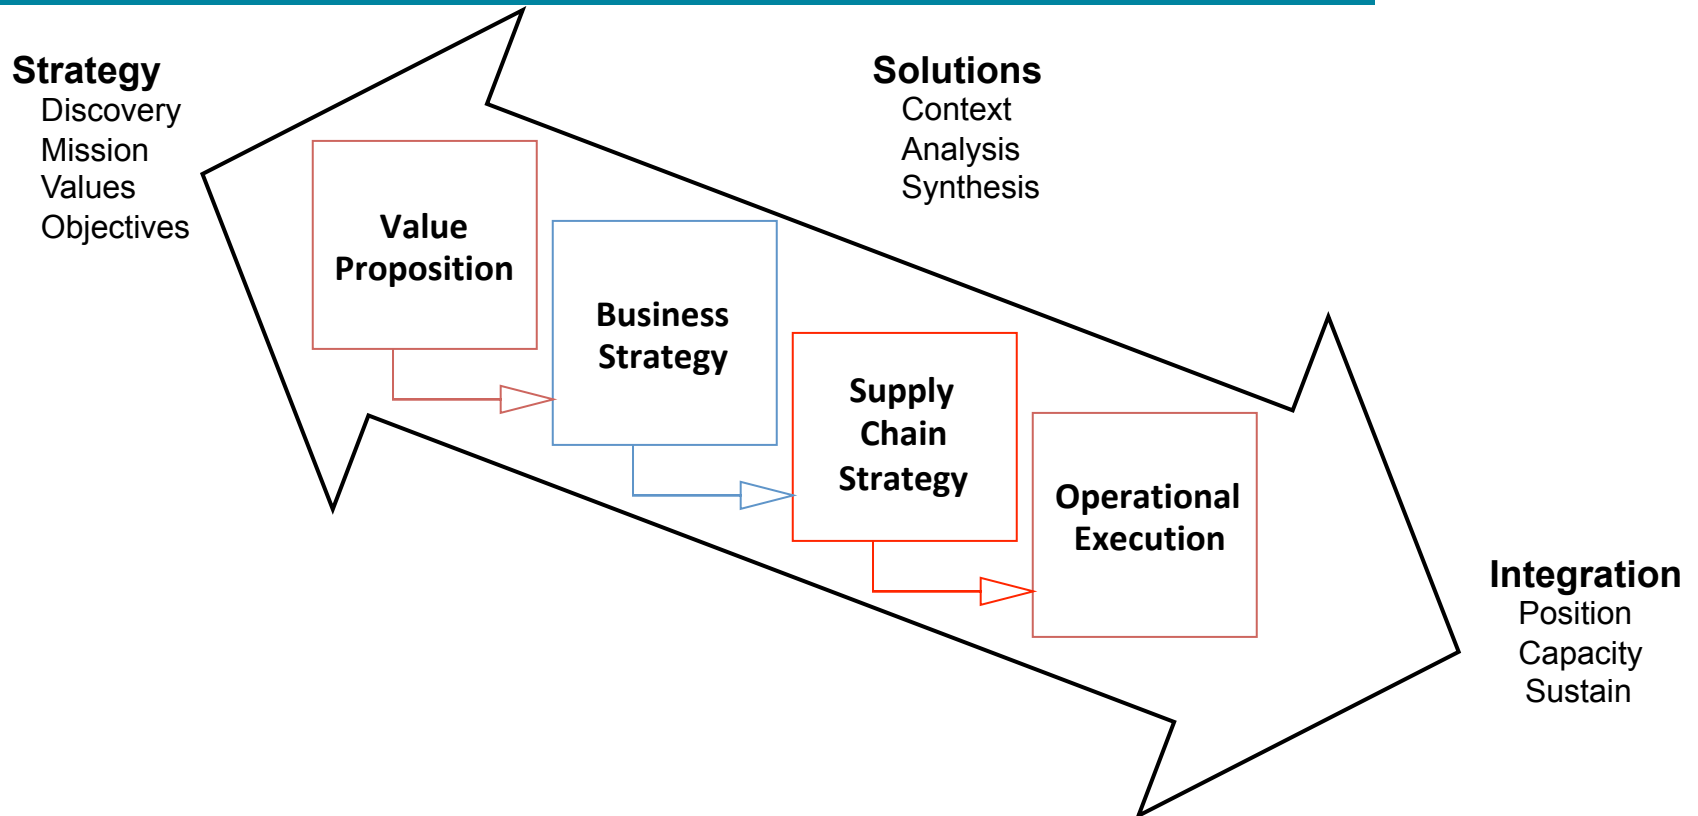 Strategy
Discovery
Mission
Values
Objectives
Solutions
Context
Analysis
Synthesis
Value
Proposition
Business
Strategy
Supply
Chain
Strategy
Operational
Execution
Integration
Position
Capacity
Sustain